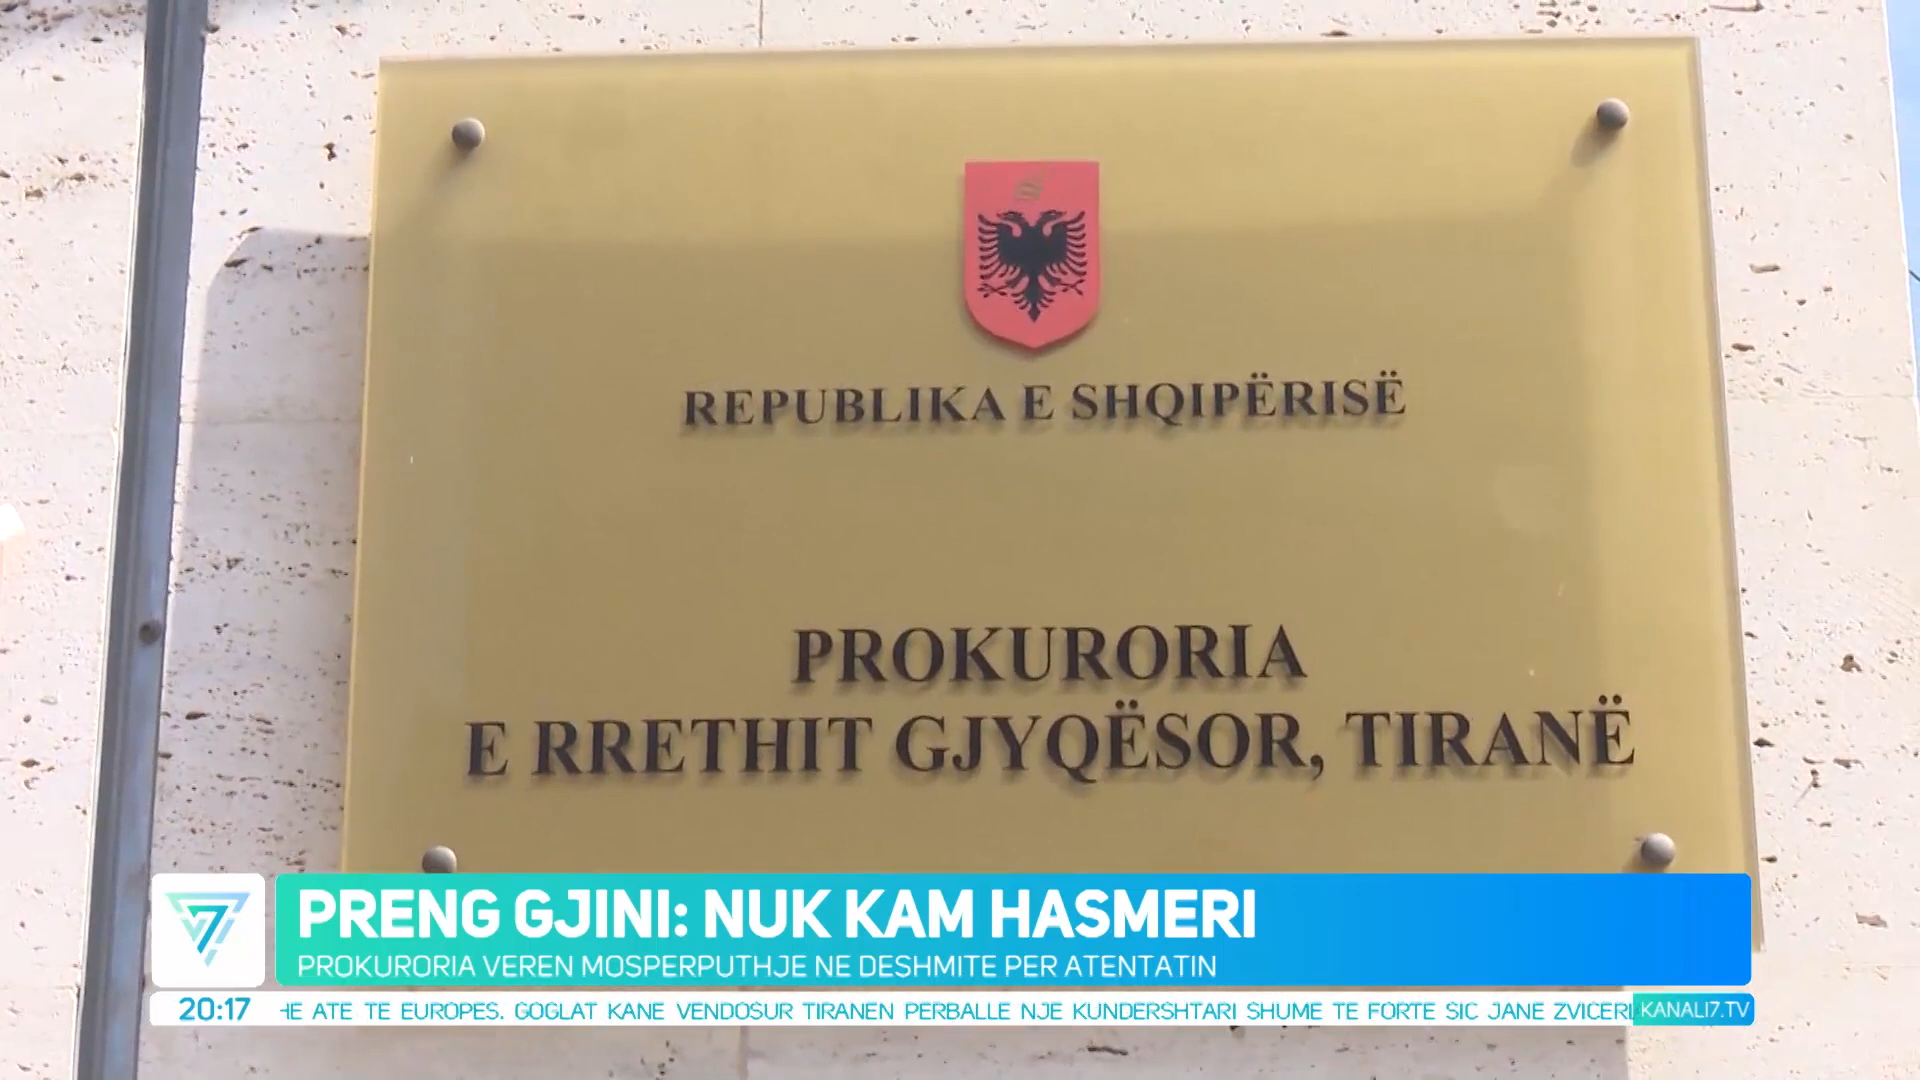 REPUBLIKA E SHQIPËRISË
PROKURORIA
E RRETHIT GJYQËSOR, TIRANË
PRENG GJINI: NUK KAM HASMERI
PROKURORIA VEREN MOSPERPUTHJE NE DESHMITE PER ATENTATIN
20:17 ATE TE EUROPES. GOGLAT KANE VENDOSUR TIRANEN PERBALLE NJE KUNDERSHTARI SHUME TE FORTE SIC JANE KANALI7.TV